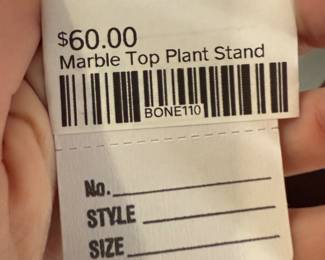 $60.00
Marble Top Plant Stand
BONE110
No.
STYLE
SIZE